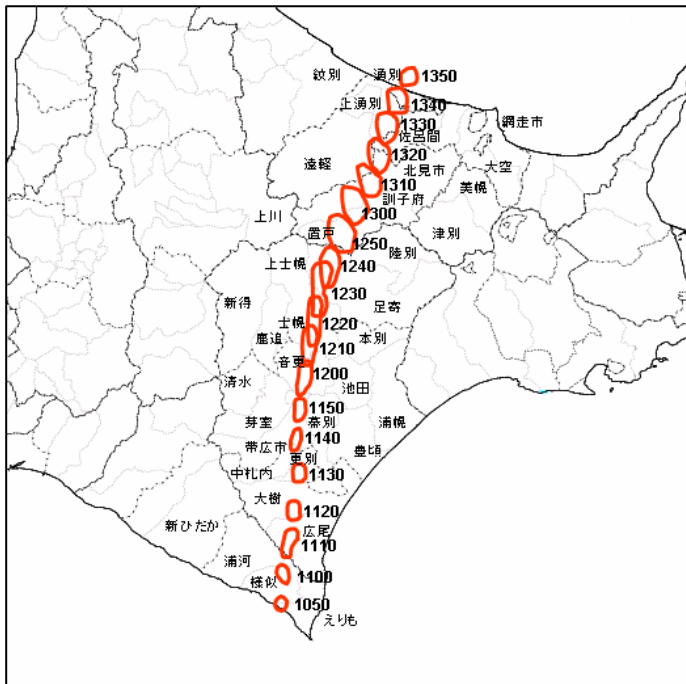 紋別
湧別
1350
上湧別
1340
1330
網走市
佐呂間
1320
遠軽
北見市
大空
1310
美幌
訓子府
上川
1300
置戸
津別
1250
陸別
上士幌
1240
1230
新得
足寄
士幌
1220
鹿追
本別
1210
音更
1200
清水
池田
1150
芽室
幕別
浦幌
1140
帯広市
豊頃
更別
中札内
1130
大樹
1120
新ひだか
広尾
1110
浦河
1100
様似
1050
えりも